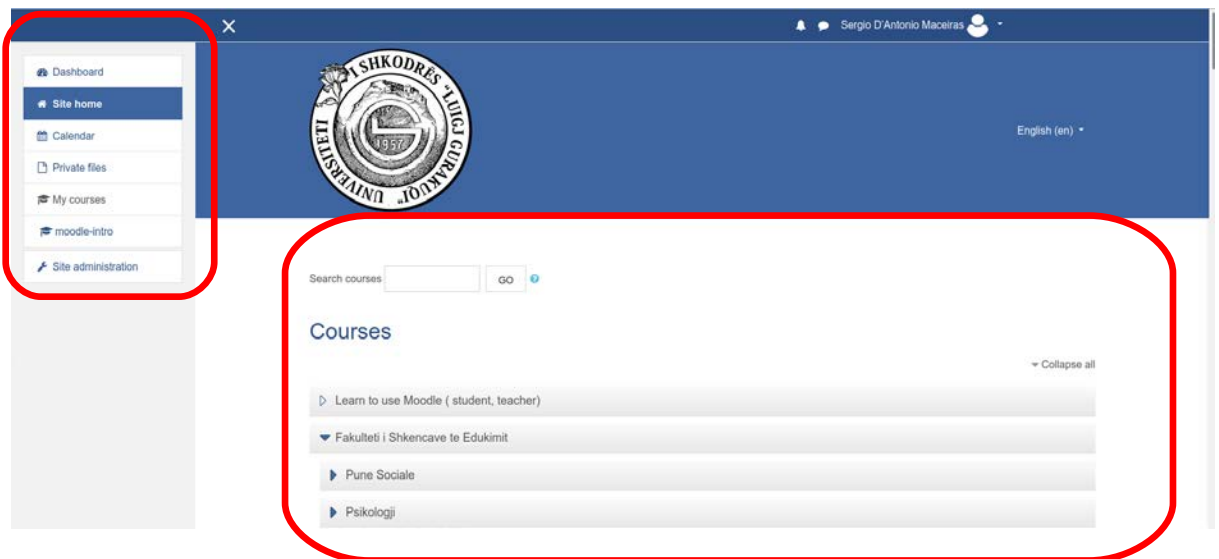 Sergio D'Antonio Maceiras
Dashboard
Site home
Calendar
Private files
My courses
moodle-intro
Site administration
UNIVERSITETI I SHKODRËS "LUIGJ GURAKUQI"
1957
English (en)
Search courses
GO
Courses
Collapse all
Learn to use Moodle ( student, teacher)
Fakulteti i Shkencave te Edukimit
Pune Sociale
Psikologji